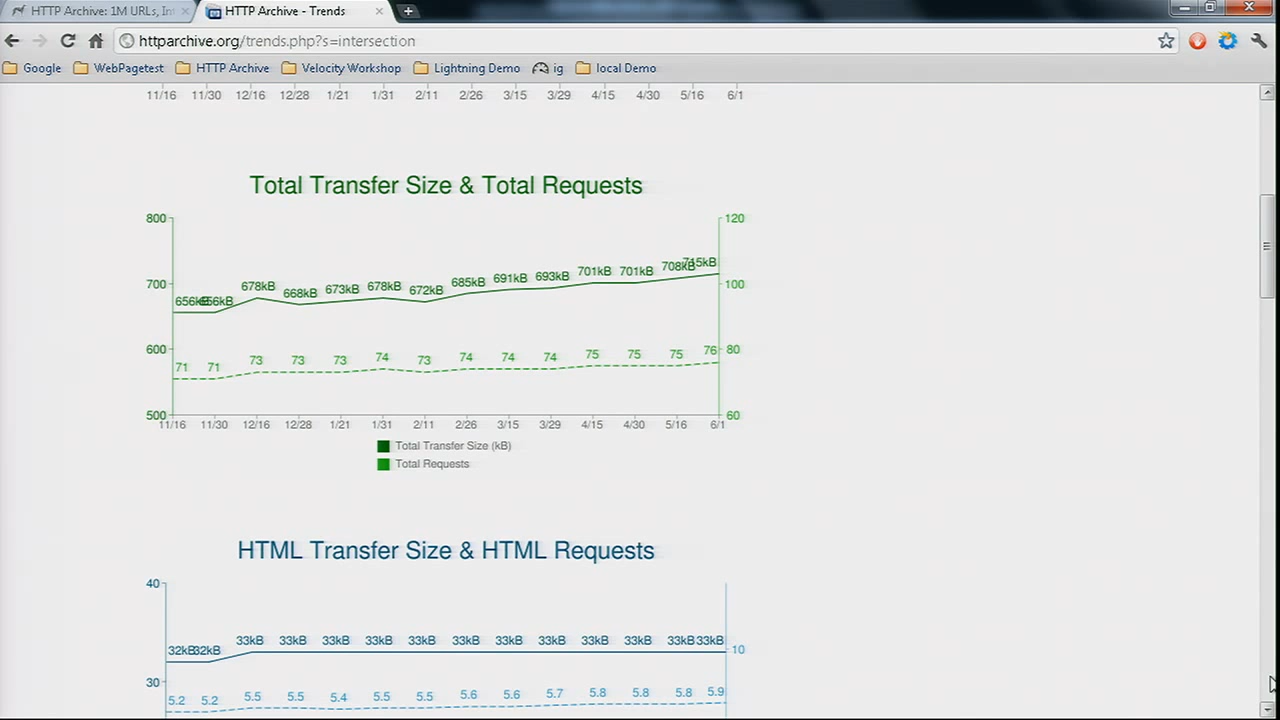 HTTP Archive: 1M URLs, In
HTTP Archive - Trends
httparchive.org/trends.php?s=intersection
Google WebPagetest HTTP Archive Velocity Workshop Lightning Demo ig local Demo
11/16 11/30 12/16 12/28 1/21 1/31 2/11 2/26 3/15 3/29 4/15 4/30 5/16 6/1
Total Transfer Size & Total Requests
800 120
715kB
708kB
701kB 701kB
691kB 693kB
685kB
678kB 668kB 673kB 678kB 672kB
700 100
656kB 656kB
600 80
71 71 73 73 73 74 73 74 74 74 75 75 75 76
500 60
11/16 11/30 12/16 12/28 1/21 1/31 2/11 2/26 3/15 3/29 4/15 4/30 5/16 6/1
Total Transfer Size (kB)
Total Requests
HTML Transfer Size & HTML Requests
40
32kB 32kB 33kB 33kB 33kB 33kB 33kB 33kB 33kB 33kB 33kB 33kB 33kB 33kB
10
30
5.2 5.2 5.5 5.5 5.4 5.5 5.5 5.6 5.6 5.7 5.8 5.8 5.8 5.9